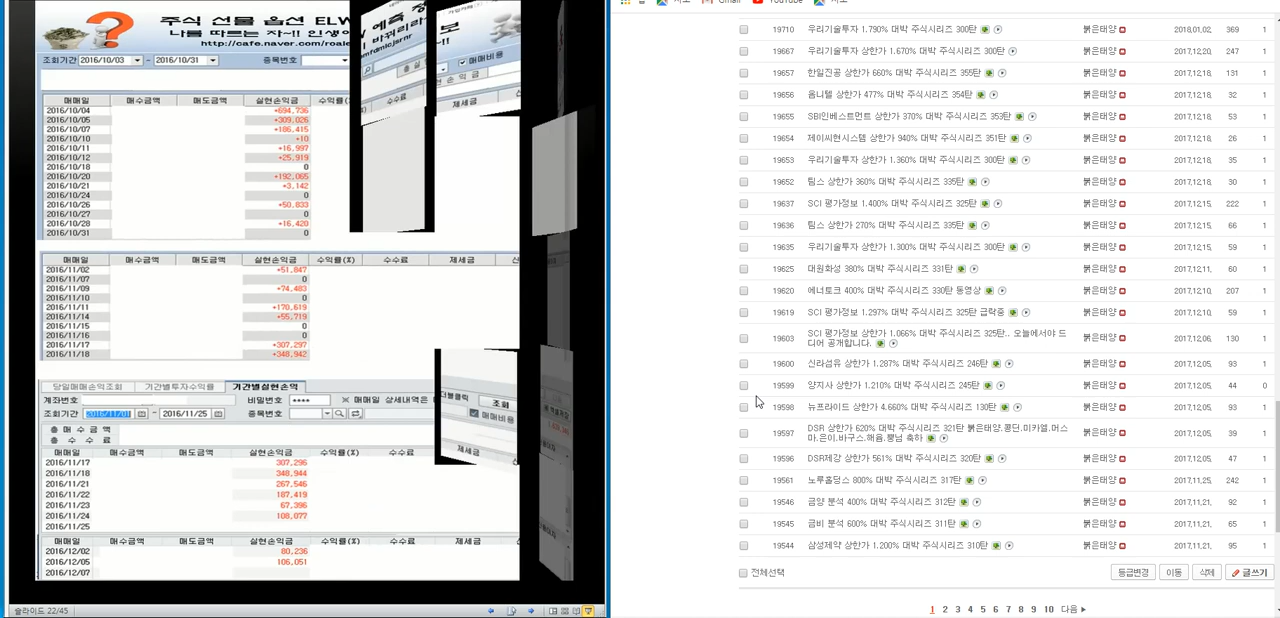 주식 선물 옵션 ELW
나를 따르는 자~!! 인생이
http://cafe.naver.com/roale
조회기간 2016/10/03 ~ 2016/10/31 종목번호
매매일 매수금액 매도금액 실현손익금 수익률(%)
2016/10/04 +694,736
2016/10/05 +309,026
2016/10/07 +186,415
2016/10/10 +10
2016/10/11 +16,997
2016/10/12 +25,919
2016/10/18 0
2016/10/20 +192,065
2016/10/21 +3,142
2016/10/24 0
2016/10/26 +50,833
2016/10/27 0
2016/10/28 +16,420
2016/10/31 0
매매비용
수수료
제세금
매매일 매수금액 매도금액 실현손익금 수익률(%) 수수료 제세금
2016/11/02 +51,847
2016/11/07 0
2016/11/09 +74,483
2016/11/10 0
2016/11/11 +170,619
2016/11/14 +55,719
2016/11/15 0
2016/11/16 0
2016/11/17 +307,297
2016/11/18 +348,942
당일매매손익조회 기간별투자수익률 기간별실현손익
계좌번호 비밀번호 **** ※ 매매일 상세내역은
더블클릭 조회
조회기간 2016/11/01 ~ 2016/11/25 종목번호
매매비용
총매수금액
총수수료
제세금
매매일 매수금액 매도금액 실현손익금 수익률(%) 수수료
2016/11/17 307,296
2016/11/18 348,944
2016/11/21 267,546
2016/11/22 187,419
2016/11/23 67,396
2016/11/24 108,077
2016/11/25
매매일 매수금액 매도금액 실현손익금 수익률(%) 수수료 제세금
2016/12/02 80,236
2016/12/05 106,051
2016/12/07
슬라이드 22/45
지도 Gmail YouTube 지도
19710 우리기술투자 1.790% 대박 주식시리즈 300탄 붉은태양 2018.01.02. 369 1
19667 우리기술투자 상한가 1.670% 대박 주식시리즈 300탄 붉은태양 2017.12.20. 247 1
19657 한일진공 상한가 660% 대박 주식시리즈 355탄 붉은태양 2017.12.18. 131 1
19656 옴니텔 상한가 477% 대박 주식시리즈 354탄 붉은태양 2017.12.18. 32 1
19655 SBI인베스트먼트 상한가 370% 대박 주식시리즈 353탄 붉은태양 2017.12.18. 53 1
19654 제이씨현시스템 상한가 940% 대박 주식시리즈 351탄 붉은태양 2017.12.18. 26 1
19653 우리기술투자 상한가 1.360% 대박 주식시리즈 300탄 붉은태양 2017.12.18. 35 1
19652 팀스 상한가 360% 대박 주식시리즈 335탄 붉은태양 2017.12.18. 30 1
19637 SCI 평가정보 1.400% 대박 주식시리즈 325탄 붉은태양 2017.12.15. 222 1
19636 팀스 상한가 270% 대박 주식시리즈 335탄 붉은태양 2017.12.15. 66 1
19635 우리기술투자 상한가 1.300% 대박 주식시리즈 300탄 붉은태양 2017.12.15. 59 1
19625 대원화성 380% 대박 주식시리즈 331탄 붉은태양 2017.12.11. 60 1
19620 에너토크 400% 대박 주식시리즈 330탄 동영상 붉은태양 2017.12.10. 207 1
19619 SCI 평가정보 1.297% 대박 주식시리즈 325탄 급락중 붉은태양 2017.12.10. 59 1
19603 SCI 평가정보 상한가 1.066% 대박 주식시리즈 325탄.. 오늘에서야 드 붉은태양 2017.12.06. 130 1
디어 공개합니다.
19600 신라섬유 상한가 1.287% 대박 주식시리즈 246탄 붉은태양 2017.12.05. 93 1
19599 양지사 상한가 1.210% 대박 주식시리즈 245탄 붉은태양 2017.12.05. 44 0
19598 뉴프라이드 상한가 4.660% 대박 주식시리즈 130탄 붉은태양 2017.12.05. 93 1
19597 DSR 상한가 620% 대박 주식시리즈 321탄 붉은태양.콩딘.미카엘.머스 붉은태양 2017.12.05. 39 1
마.은이.바구스.해윰.뿡넘 축하
19596 DSR제강 상한가 561% 대박 주식시리즈 320탄 붉은태양 2017.12.05. 47 1
19561 노루홀딩스 800% 대박 주식시리즈 317탄 붉은태양 2017.11.25. 242 1
19546 금양 분석 400% 대박 주식시리즈 312탄 붉은태양 2017.11.21. 92 1
19545 금비 분석 600% 대박 주식시리즈 311탄 붉은태양 2017.11.21. 65 1
19544 삼성제약 상한가 1.200% 대박 주식시리즈 310탄 붉은태양 2017.11.21. 95 1
전체선택 등급변경 이동 삭제 글쓰기
1 2 3 4 5 6 7 8 9 10 다음